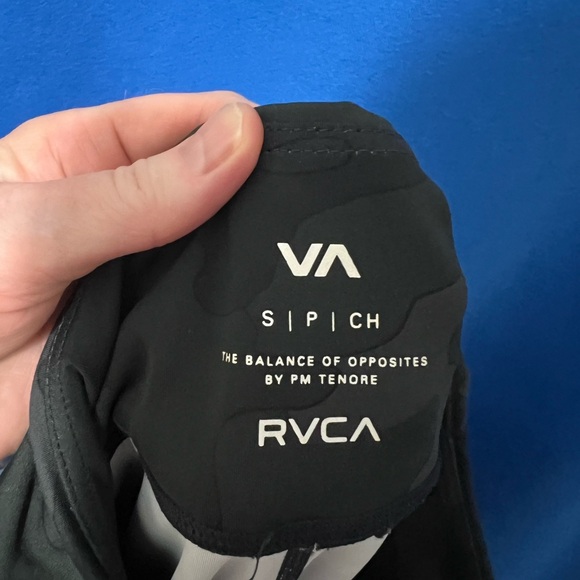 VA
S | P | CH
THE BALANCE OF OPPOSITES
BY PM TENORE
RVCA